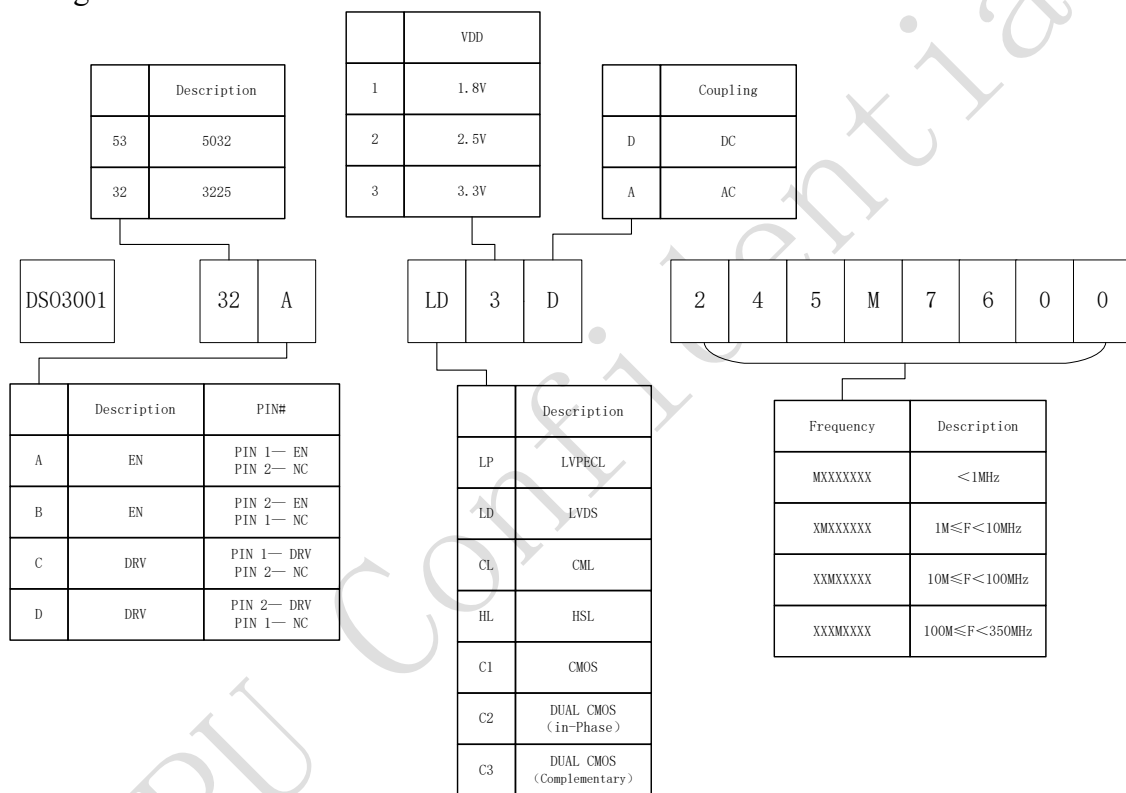 VDD
1 1.8V
2 2.5V
3 3.3V
Description
53 5032
32 3225
Coupling
D DC
A AC
DSO3001 32 A LD 3 D 2 4 5 M 7 6 0 0
Description PIN#
A EN PIN 1— EN
PIN 2— NC
B EN PIN 2— EN
PIN 1— NC
C DRV PIN 1— DRV
PIN 2— NC
D DRV PIN 2— DRV
PIN 1— NC
Description
LP LVPECL
LD LVDS
CL CML
HL HSL
C1 CMOS
C2 DUAL CMOS
(in-Phase)
C3 DUAL CMOS
(Complementary)
Frequency Description
MXXXXXXX <1MHz
XMXXXXXX 1M≤F<10MHz
XXMXXXXX 10M≤F<100MHz
XXXMXXXX 100M≤F<350MHz